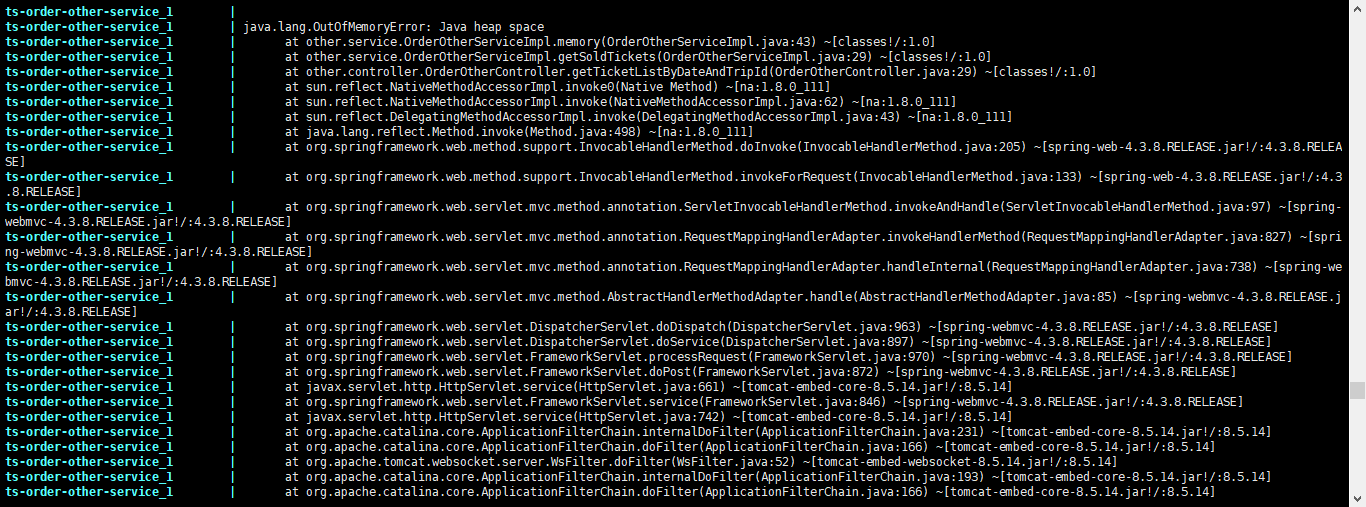 ts-order-other-service_1 |
ts-order-other-service_1 | java.lang.OutOfMemoryError: Java heap space
ts-order-other-service_1 | at other.service.OrderOtherServiceImpl.memory(OrderOtherServiceImpl.java:43) ~[classes!/:1.0]
ts-order-other-service_1 | at other.service.OrderOtherServiceImpl.getSoldTickets(OrderOtherServiceImpl.java:29) ~[classes!/:1.0]
ts-order-other-service_1 | at other.controller.OrderOtherController.getTicketListByDateAndTripId(OrderOtherController.java:29) ~[classes!/:1.0]
ts-order-other-service_1 | at sun.reflect.NativeMethodAccessorImpl.invoke0(Native Method) ~[na:1.8.0_111]
ts-order-other-service_1 | at sun.reflect.NativeMethodAccessorImpl.invoke(NativeMethodAccessorImpl.java:62) ~[na:1.8.0_111]
ts-order-other-service_1 | at sun.reflect.DelegatingMethodAccessorImpl.invoke(DelegatingMethodAccessorImpl.java:43) ~[na:1.8.0_111]
ts-order-other-service_1 | at java.lang.reflect.Method.invoke(Method.java:498) ~[na:1.8.0_111]
ts-order-other-service_1 | at org.springframework.web.method.support.InvocableHandlerMethod.doInvoke(InvocableHandlerMethod.java:205) ~[spring-web-4.3.8.RELEASE.jar!/:4.3.8.RELEA
SE]
ts-order-other-service_1 | at org.springframework.web.method.support.InvocableHandlerMethod.invokeForRequest(InvocableHandlerMethod.java:133) ~[spring-web-4.3.8.RELEASE.jar!/:4.3
.8.RELEASE]
ts-order-other-service_1 | at org.springframework.web.servlet.mvc.method.annotation.ServletInvocableHandlerMethod.invokeAndHandle(ServletInvocableHandlerMethod.java:97) ~[spring-
webmvc-4.3.8.RELEASE.jar!/:4.3.8.RELEASE]
ts-order-other-service_1 | at org.springframework.web.servlet.mvc.method.annotation.RequestMappingHandlerAdapter.invokeHandlerMethod(RequestMappingHandlerAdapter.java:827) ~[spri
ng-webmvc-4.3.8.RELEASE.jar!/:4.3.8.RELEASE]
ts-order-other-service_1 | at org.springframework.web.servlet.mvc.method.annotation.RequestMappingHandlerAdapter.handleInternal(RequestMappingHandlerAdapter.java:738) ~[spring-we
bmvc-4.3.8.RELEASE.jar!/:4.3.8.RELEASE]
ts-order-other-service_1 | at org.springframework.web.servlet.mvc.method.AbstractHandlerMethodAdapter.handle(AbstractHandlerMethodAdapter.java:85) ~[spring-webmvc-4.3.8.RELEASE.j
ar!/:4.3.8.RELEASE]
ts-order-other-service_1 | at org.springframework.web.servlet.DispatcherServlet.doDispatch(DispatcherServlet.java:963) ~[spring-webmvc-4.3.8.RELEASE.jar!/:4.3.8.RELEASE]
ts-order-other-service_1 | at org.springframework.web.servlet.DispatcherServlet.doService(DispatcherServlet.java:897) ~[spring-webmvc-4.3.8.RELEASE.jar!/:4.3.8.RELEASE]
ts-order-other-service_1 | at org.springframework.web.servlet.FrameworkServlet.processRequest(FrameworkServlet.java:970) ~[spring-webmvc-4.3.8.RELEASE.jar!/:4.3.8.RELEASE]
ts-order-other-service_1 | at org.springframework.web.servlet.FrameworkServlet.doPost(FrameworkServlet.java:872) ~[spring-webmvc-4.3.8.RELEASE.jar!/:4.3.8.RELEASE]
ts-order-other-service_1 | at javax.servlet.http.HttpServlet.service(HttpServlet.java:661) ~[tomcat-embed-core-8.5.14.jar!/:8.5.14]
ts-order-other-service_1 | at org.springframework.web.servlet.FrameworkServlet.service(FrameworkServlet.java:846) ~[spring-webmvc-4.3.8.RELEASE.jar!/:4.3.8.RELEASE]
ts-order-other-service_1 | at javax.servlet.http.HttpServlet.service(HttpServlet.java:742) ~[tomcat-embed-core-8.5.14.jar!/:8.5.14]
ts-order-other-service_1 | at org.apache.catalina.core.ApplicationFilterChain.internalDoFilter(ApplicationFilterChain.java:231) ~[tomcat-embed-core-8.5.14.jar!/:8.5.14]
ts-order-other-service_1 | at org.apache.catalina.core.ApplicationFilterChain.doFilter(ApplicationFilterChain.java:166) ~[tomcat-embed-core-8.5.14.jar!/:8.5.14]
ts-order-other-service_1 | at org.apache.tomcat.websocket.server.WsFilter.doFilter(WsFilter.java:52) ~[tomcat-embed-websocket-8.5.14.jar!/:8.5.14]
ts-order-other-service_1 | at org.apache.catalina.core.ApplicationFilterChain.internalDoFilter(ApplicationFilterChain.java:193) ~[tomcat-embed-core-8.5.14.jar!/:8.5.14]
ts-order-other-service_1 | at org.apache.catalina.core.ApplicationFilterChain.doFilter(ApplicationFilterChain.java:166) ~[tomcat-embed-core-8.5.14.jar!/:8.5.14]